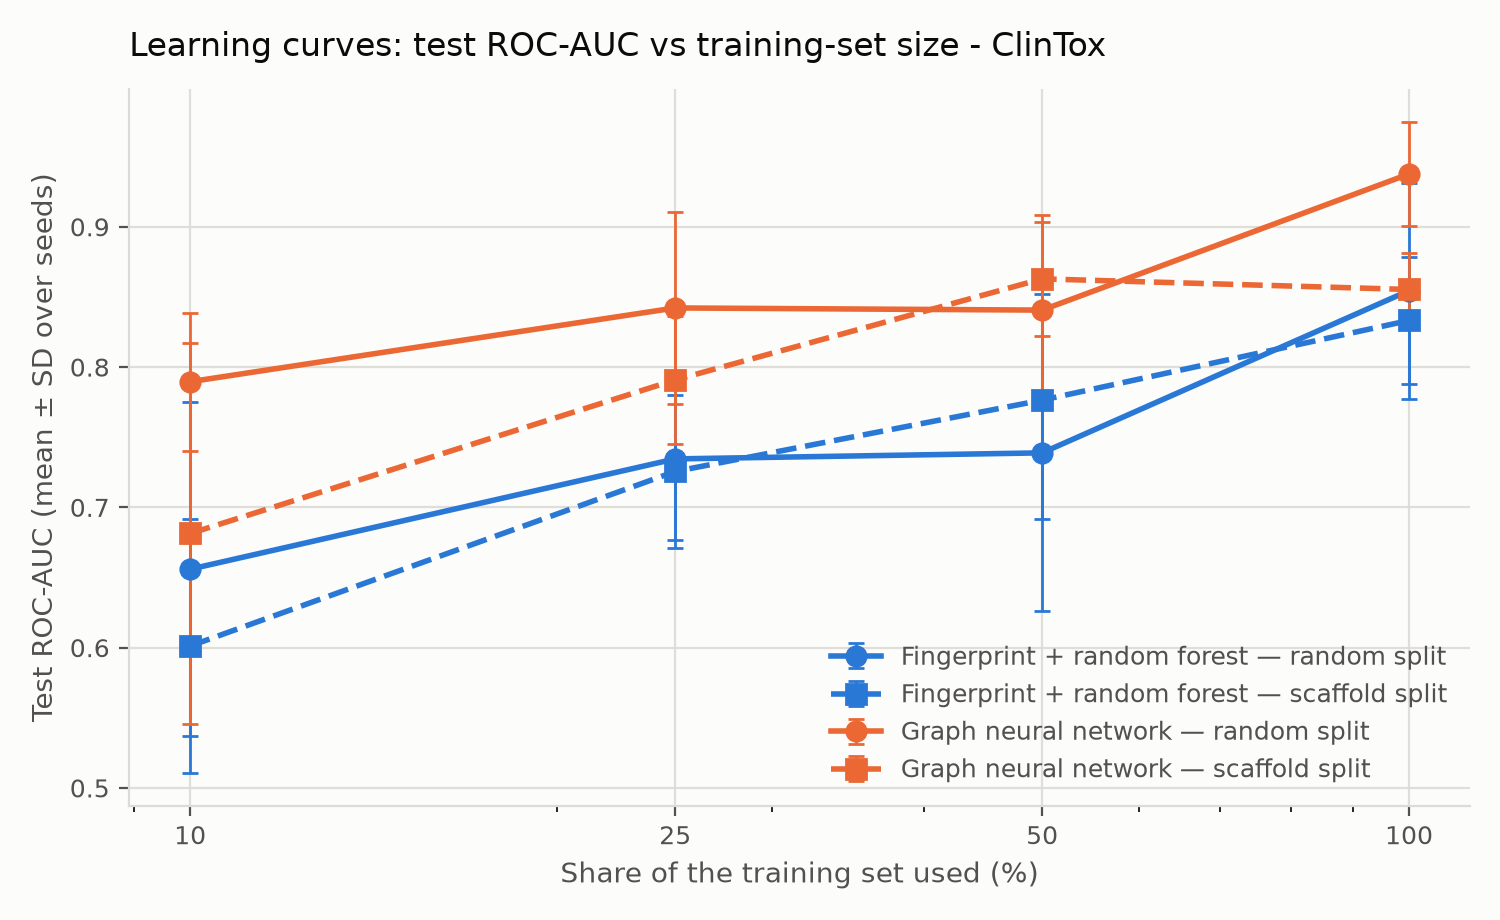 Learning curves: test ROC-AUC vs training-set size - ClinTox
Test ROC-AUC (mean ± SD over seeds)
0.9
0.8
0.7
0.6
0.5
Fingerprint + random forest — random split
Fingerprint + random forest — scaffold split
Graph neural network — random split
Graph neural network — scaffold split
10 25 50 100
Share of the training set used (%)